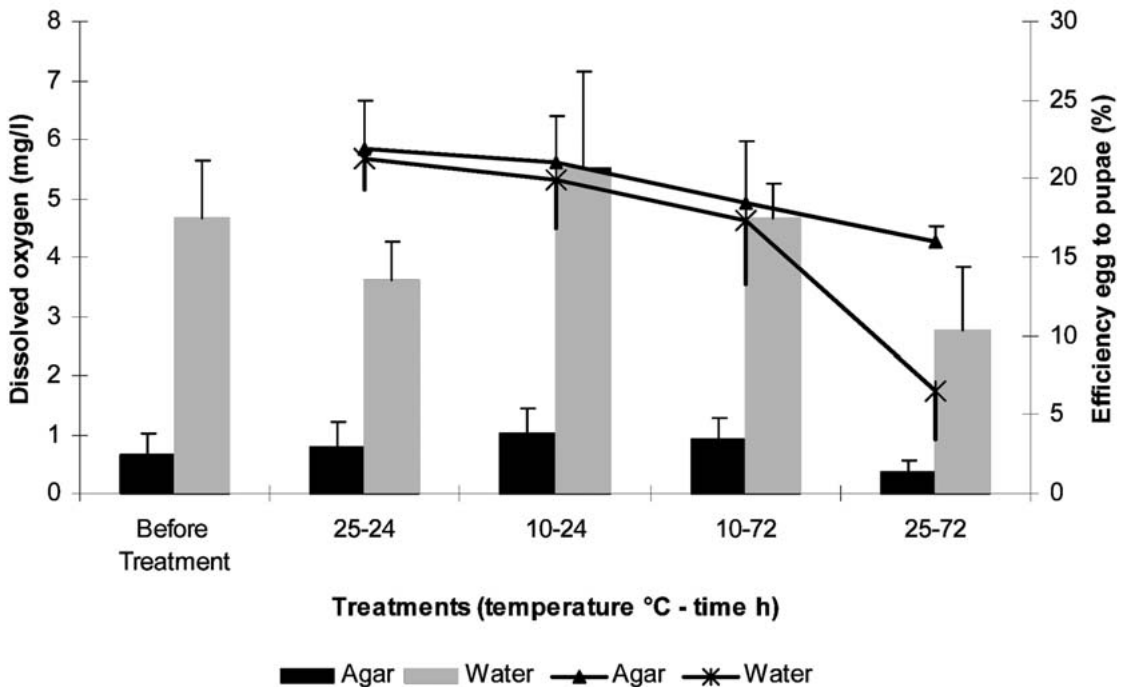 Dissolved oxygen (mg/l)
8
7
6
5
4
3
2
1
0
30
25
20
15
10
5
0
Efficiency egg to pupae (%)
Before
Treatment
25-24
10-24
10-72
25-72
Treatments (temperature °C - time h)
Agar
Water
Agar
Water